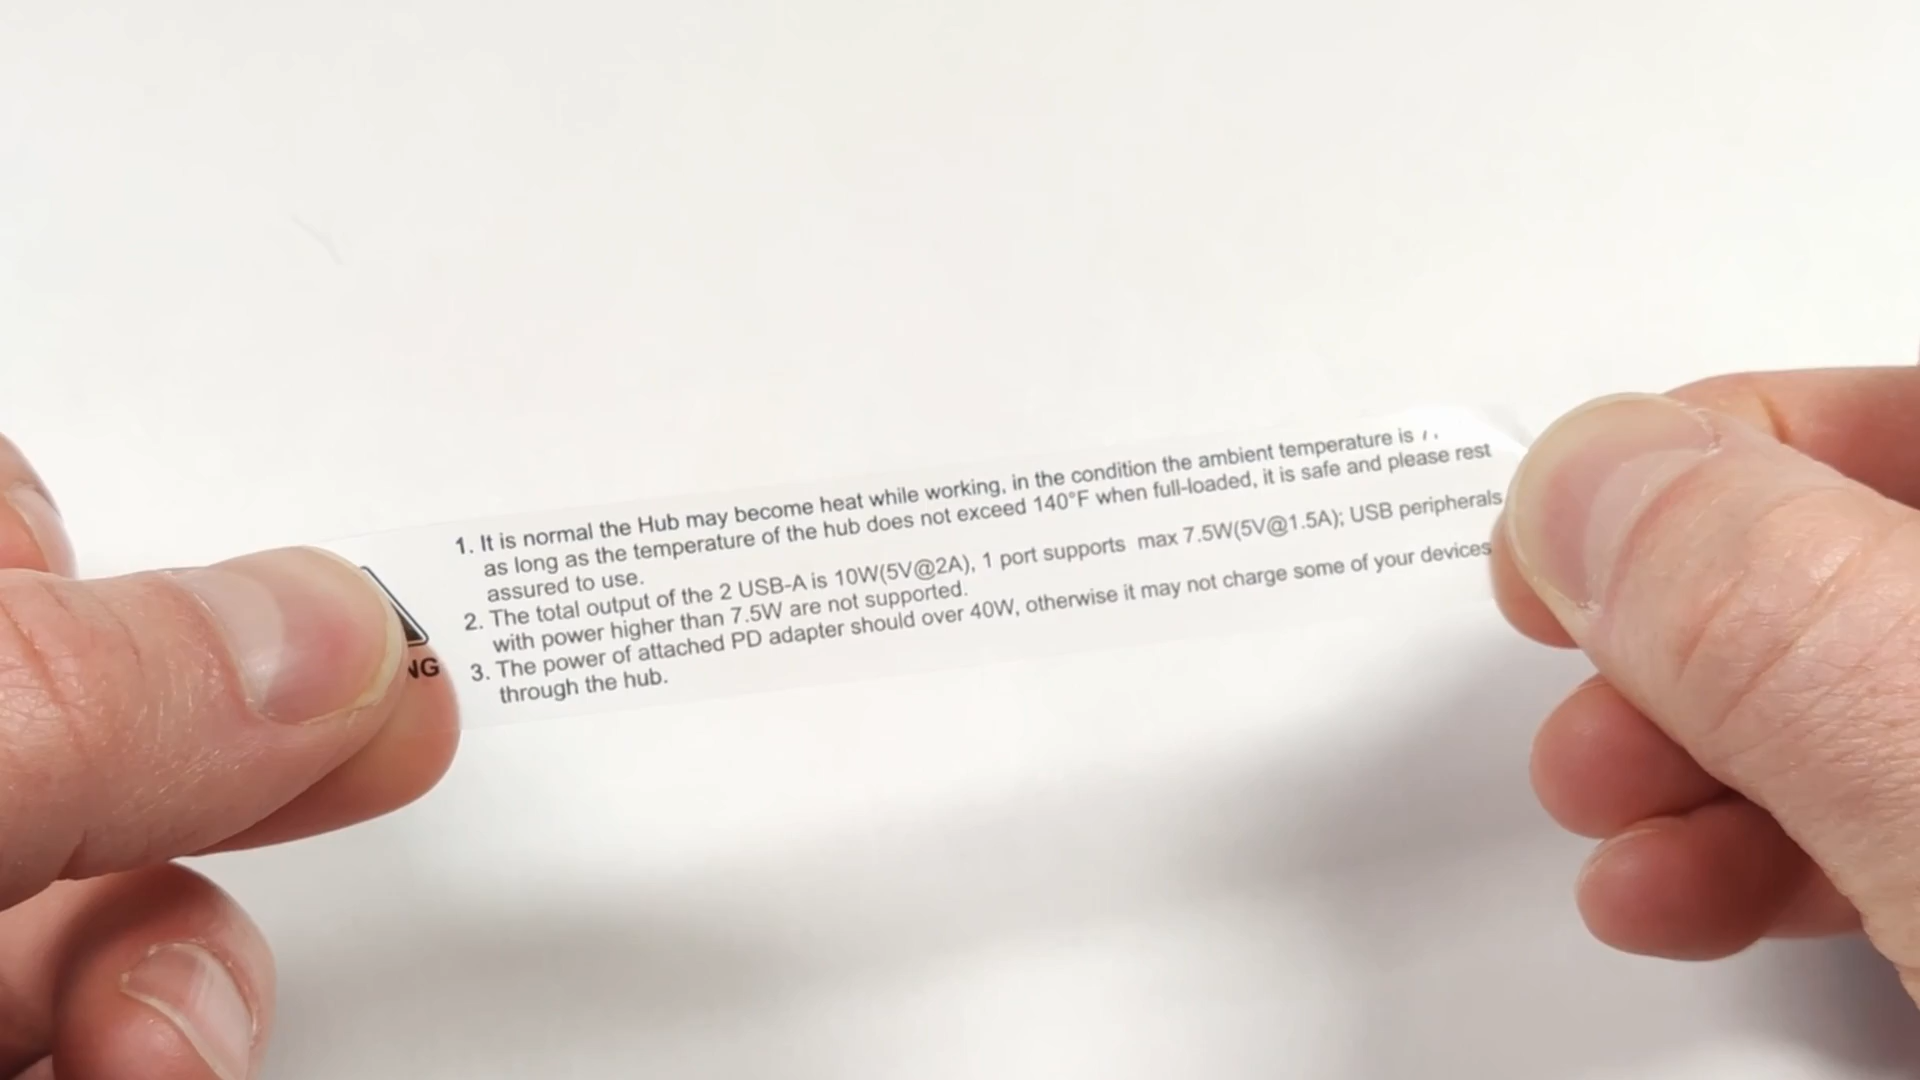 1. It is normal the Hub may become heat while working, in the condition the ambient temperature is
as long as the temperature of the hub does not exceed 140°F when full-loaded, it is safe and please rest
assured to use.
2. The total output of the 2 USB-A is 10W(5V@2A), 1 port supports max 7.5W(5V@1.5A); USB peripherals
with power higher than 7.5W are not supported.
3. The power of attached PD adapter should over 40W, otherwise it may not charge some of your devices
through the hub.
NG